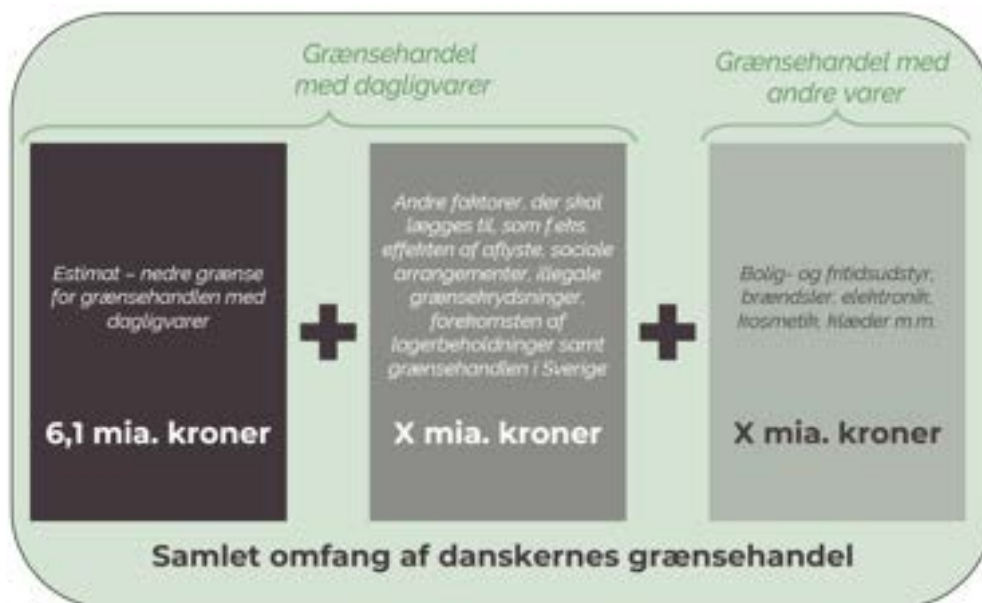 Grænsehandel
med dagligvarer
Grænsehandel med
andre varer
Estimat – nedre grænse
for grænsehandlen med
dagligvarer
6,1 mia. kroner
Andre faktorer, der skal
lægges til, som f.eks.
effekten af aflyste, sociale
arrangementer, illegale
grænsekrydsninger,
forekomsten af
lagerbeholdninger samt
grænsehandlen i Sverige
X mia. kroner
Bolig- og fritidsudstyr,
brændsler, elektronik,
kosmetik, klæder m.m.
X mia. kroner
Samlet omfang af danskernes grænsehandel